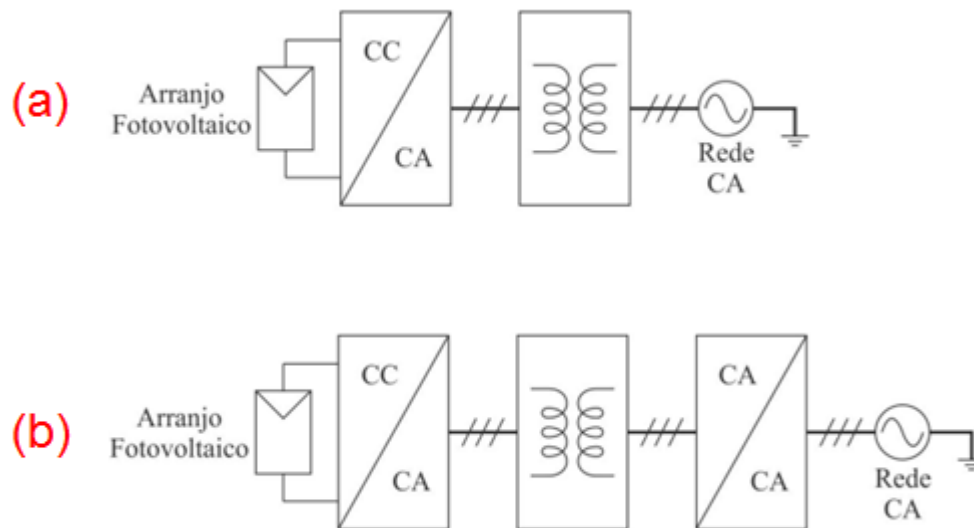 (a)
Arranjo
Fotovoltaico
CC
CA
Rede
CA
(b)
Arranjo
Fotovoltaico
CC
CA
CA
CA
Rede
CA